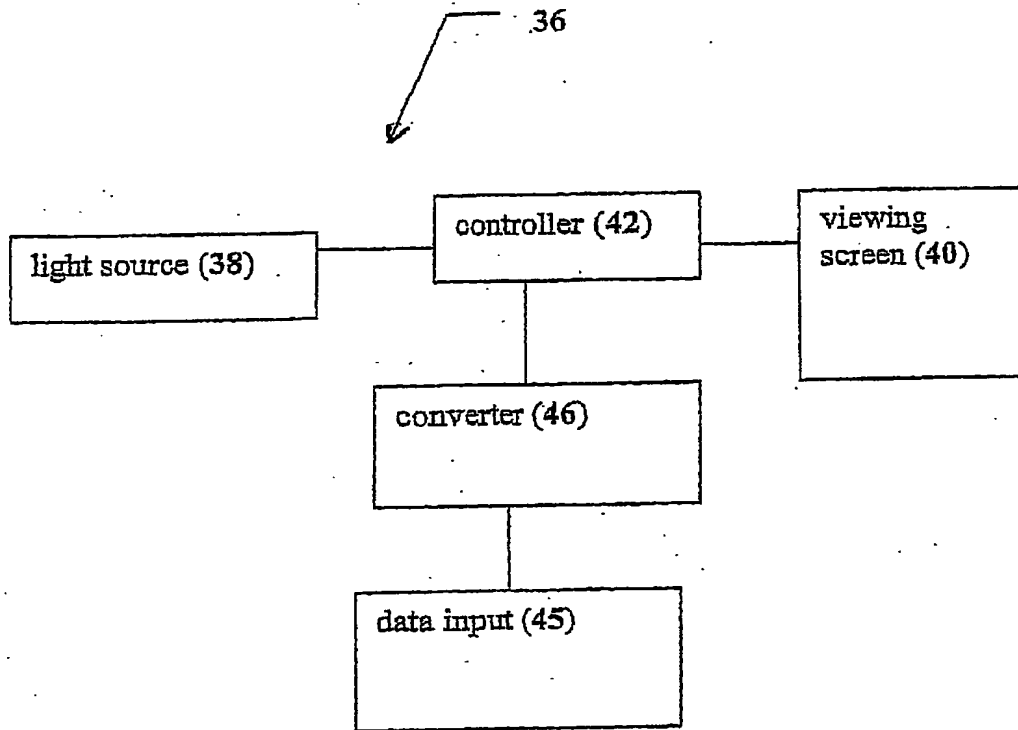 36
controller (42)
viewing
screen (40)
light source (38)
converter (46)
data input (45)